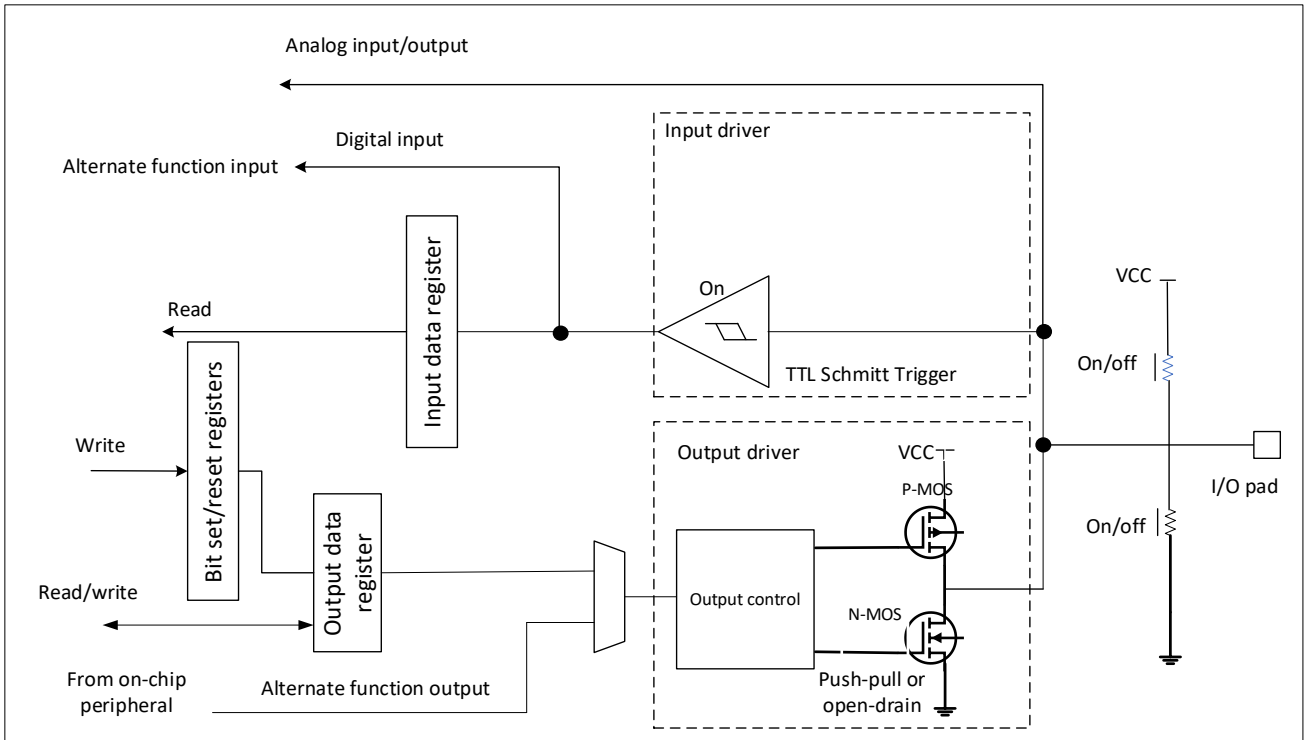 Analog input/output
Digital input
Input driver
Alternate function input
Input data register
On
VCC
Read
On/off
TTL Schmitt Trigger
Bit set/reset registers
Write
Output driver
VCC
I/O pad
P-MOS
On/off
Output data
register
Read/write
Output control
N-MOS
From on-chip
peripheral
Alternate function output
Push-pull or
open-drain